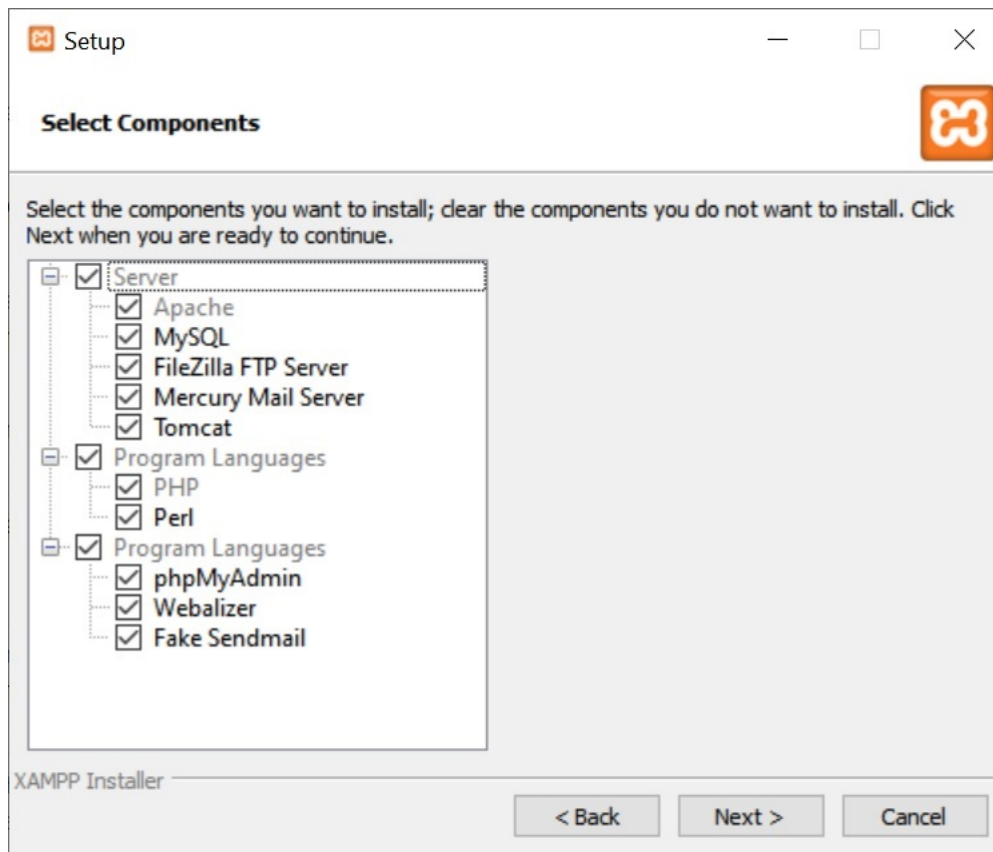 Setup
Select Components
Select the components you want to install; clear the components you do not want to install. Click
Next when you are ready to continue.
Server
Apache
MySQL
FileZilla FTP Server
Mercury Mail Server
Tomcat
Program Languages
PHP
Perl
Program Languages
phpMyAdmin
Webalizer
Fake Sendmail
XAMPP Installer
< Back Next > Cancel